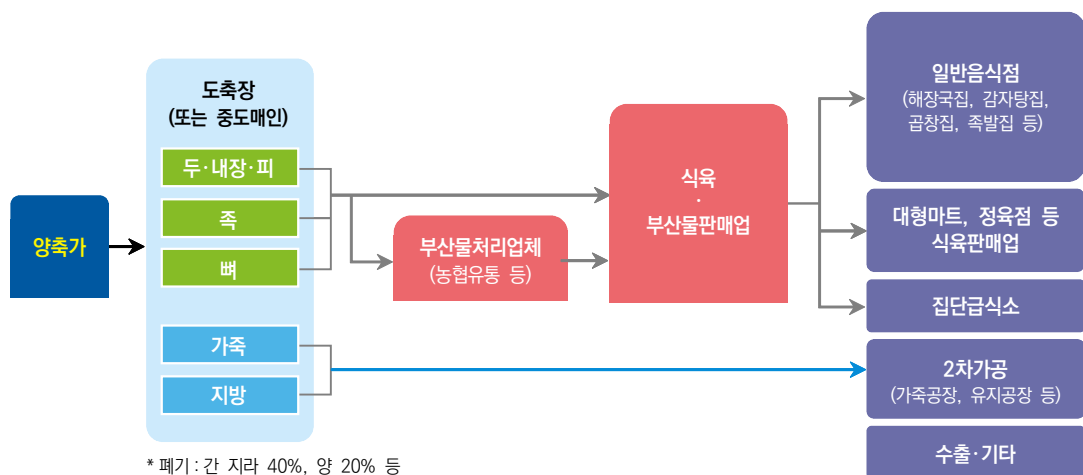 양축가
도축장
(또는 중도매인)
두·내장·피
족
뼈
가죽
지방
* 폐기 : 간 지라 40%, 양 20% 등
부산물처리업체
(농협유통 등)
식육
·
부산물판매업
일반음식점
(해장국집, 감자탕집,
곱창집, 족발집 등)
대형마트, 정육점 등
식육판매업
집단급식소
2차가공
(가죽공장, 유지공장 등)
수출·기타